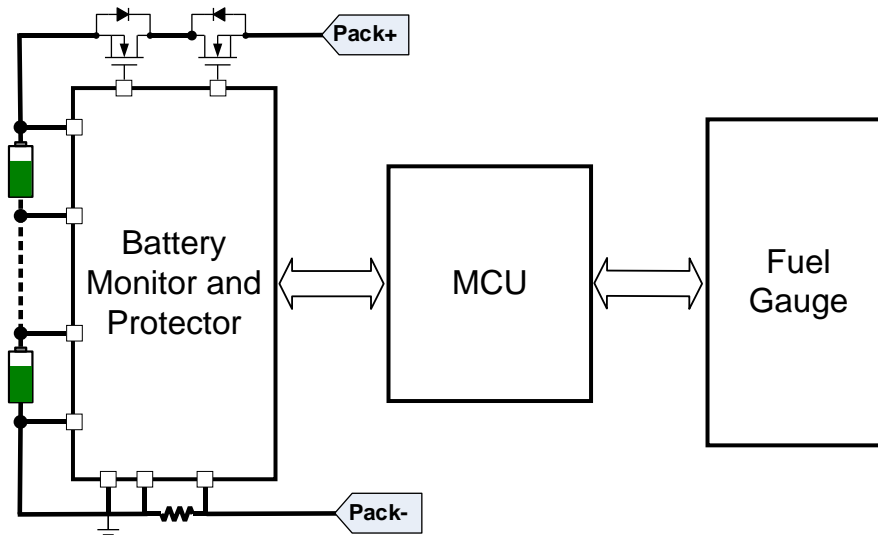 Pack+
Battery
Monitor and
Protector
MCU
Fuel
Gauge
Pack-